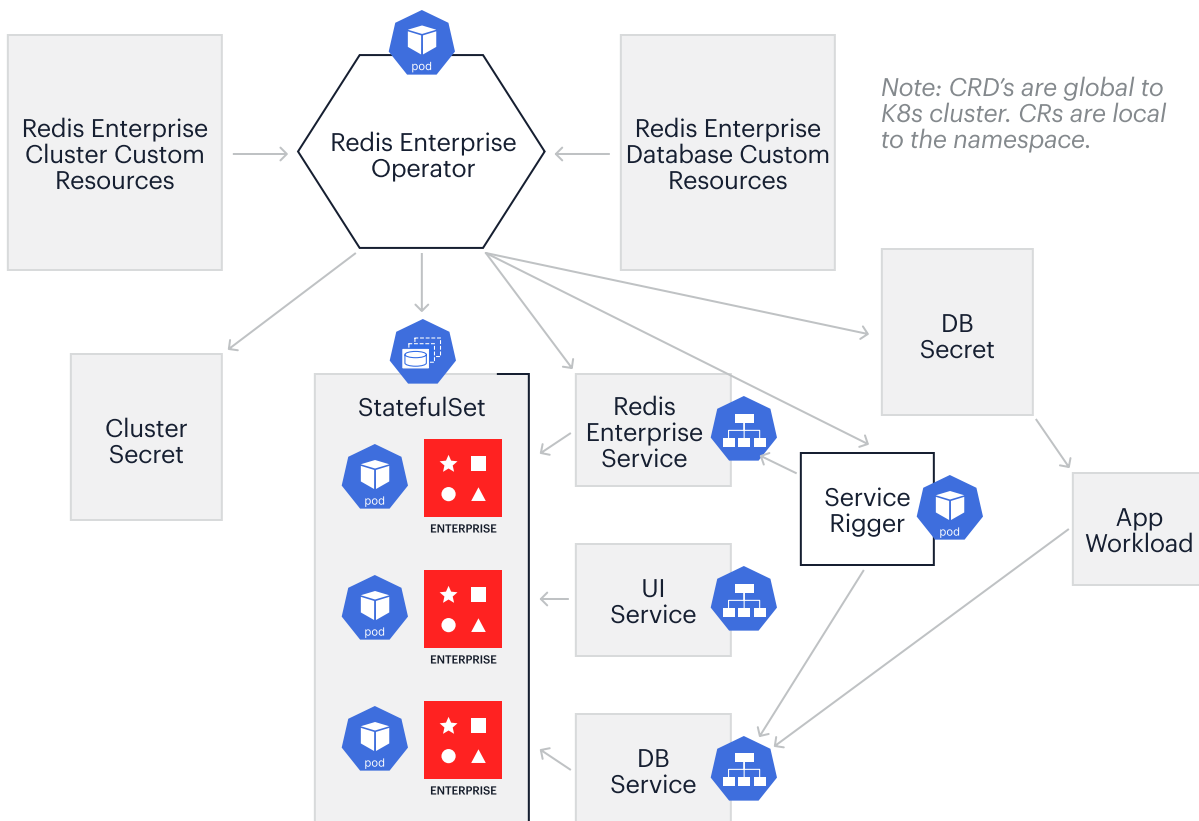 pod
Redis Enterprise
Cluster Custom
Resources
Redis Enterprise
Operator
Redis Enterprise
Database Custom
Resources
Note: CRD's are global to
K8s cluster. CRs are local
to the namespace.
DB
Secret
Cluster
Secret
StatefulSet
pod
ENTERPRISE
pod
ENTERPRISE
pod
ENTERPRISE
Redis
Enterprise
Service
UI
Service
DB
Service
Service
Rigger
pod
App
Workload